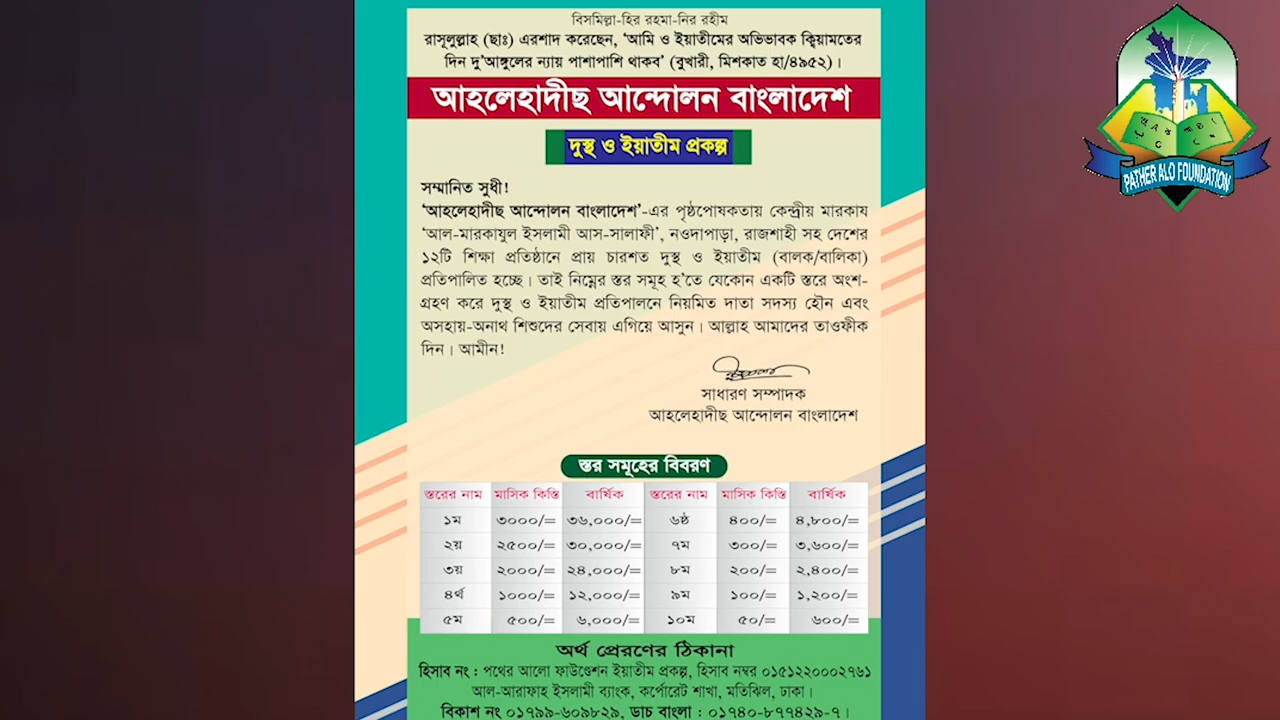 বিসমিল্লা-হির রহমা-নির রহীম
রাসূলুল্লাহ (ছাঃ) এরশাদ করেছেন, ‘আমি ও ইয়াতীমের অভিভাবক ক্বিয়ামতের
দিন দু’আঙ্গুলের ন্যায় পাশাপাশি থাকব’ (বুখারী, মিশকাত হা/৪৯৫২)।
আহলেহাদীছ আন্দোলন বাংলাদেশ
দুস্থ ও ইয়াতীম প্রকল্প
সম্মানিত সুধী!
‘আহলেহাদীছ আন্দোলন বাংলাদেশ’-এর পৃষ্ঠপোষকতায় কেন্দ্রীয় মারকায
‘আল-মারকাযুল ইসলামী আস-সালাফী’, নওদাপাড়া, রাজশাহী সহ দেশের
১২টি শিক্ষা প্রতিষ্ঠানে প্রায় চারশত দুস্থ ও ইয়াতীম (বালক/বালিকা)
প্রতিপালিত হচ্ছে। তাই নিম্নের স্তর সমূহ হ’তে যেকোন একটি স্তরে অংশ-
গ্রহণ করে দুস্থ ও ইয়াতীম প্রতিপালনে নিয়মিত দাতা সদস্য হৌন এবং
অসহায়-অনাথ শিশুদের সেবায় এগিয়ে আসুন। আল্লাহ আমাদের তাওফীক
দিন। আমীন!
সাধারণ সম্পাদক
আহলেহাদীছ আন্দোলন বাংলাদেশ
স্তর সমূহের বিবরণ
স্তরের নাম মাসিক কিস্তি বার্ষিক স্তরের নাম মাসিক কিস্তি বার্ষিক
১ম ৩০০০/= ৩৬,০০০/= ৬ষ্ঠ ৪০০/= ৪,৮০০/=
২য় ২৫০০/= ৩০,০০০/= ৭ম ৩০০/= ৩,৬০০/=
৩য় ২০০০/= ২৪,০০০/= ৮ম ২০০/= ২,৪০০/=
৪র্থ ১০০০/= ১২,০০০/= ৯ম ১০০/= ১,২০০/=
৫ম ৫০০/= ৬,০০০/= ১০ম ৫০/= ৬০০/=
অর্থ প্রেরণের ঠিকানা
হিসাব নং : পথের আলো ফাউণ্ডেশন ইয়াতীম প্রকল্প, হিসাব নম্বর ০১৫১২২০০০২৭৬১
আল-আরাফাহ ইসলামী ব্যাংক, কর্পোরেট শাখা, মতিঝিল, ঢাকা।
বিকাশ নং ০১৭৯৯-৬০৯৮২৯, ডাচ বাংলা : ০১৭৪০-৮৭৭৪২৯-৭।
PATHER ALO FOUNDATION